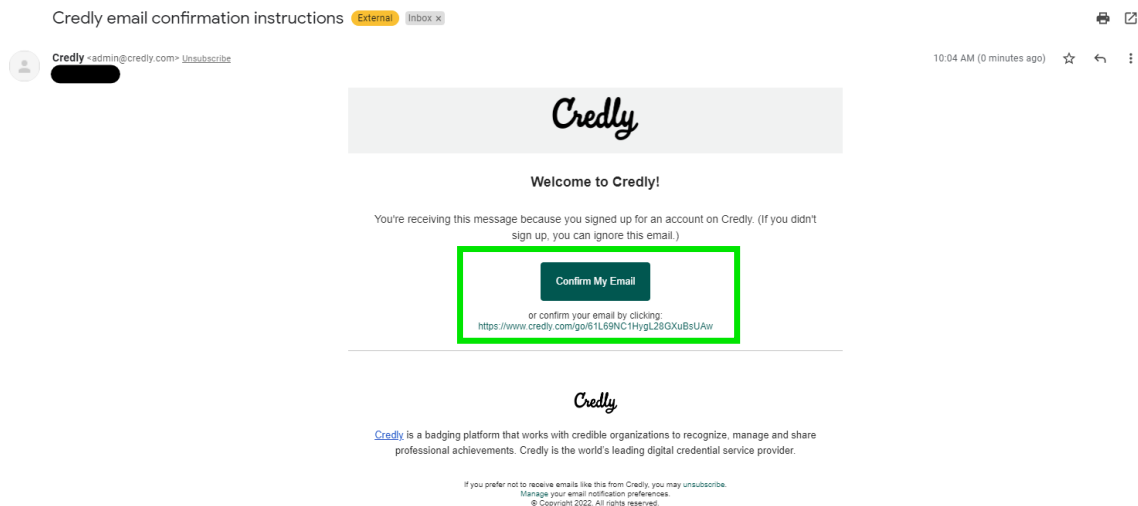 Credly email confirmation instructions External Inbox x
Credly <admin@credly.com> Unsubscribe
10:04 AM (0 minutes ago)
Credly
Welcome to Credly!
You're receiving this message because you signed up for an account on Credly. (If you didn't
sign up, you can ignore this email.)
Confirm My Email
or confirm your email by clicking:
https://www.credly.com/go/61L69NC1HygL28GXuBsUAw
Credly
Credly is a badging platform that works with credible organizations to recognize, manage and share
professional achievements. Credly is the world's leading digital credential service provider.
If you prefer not to receive emails like this from Credly, you may unsubscribe.
Manage your email notification preferences.
© Copyright 2022. All rights reserved.